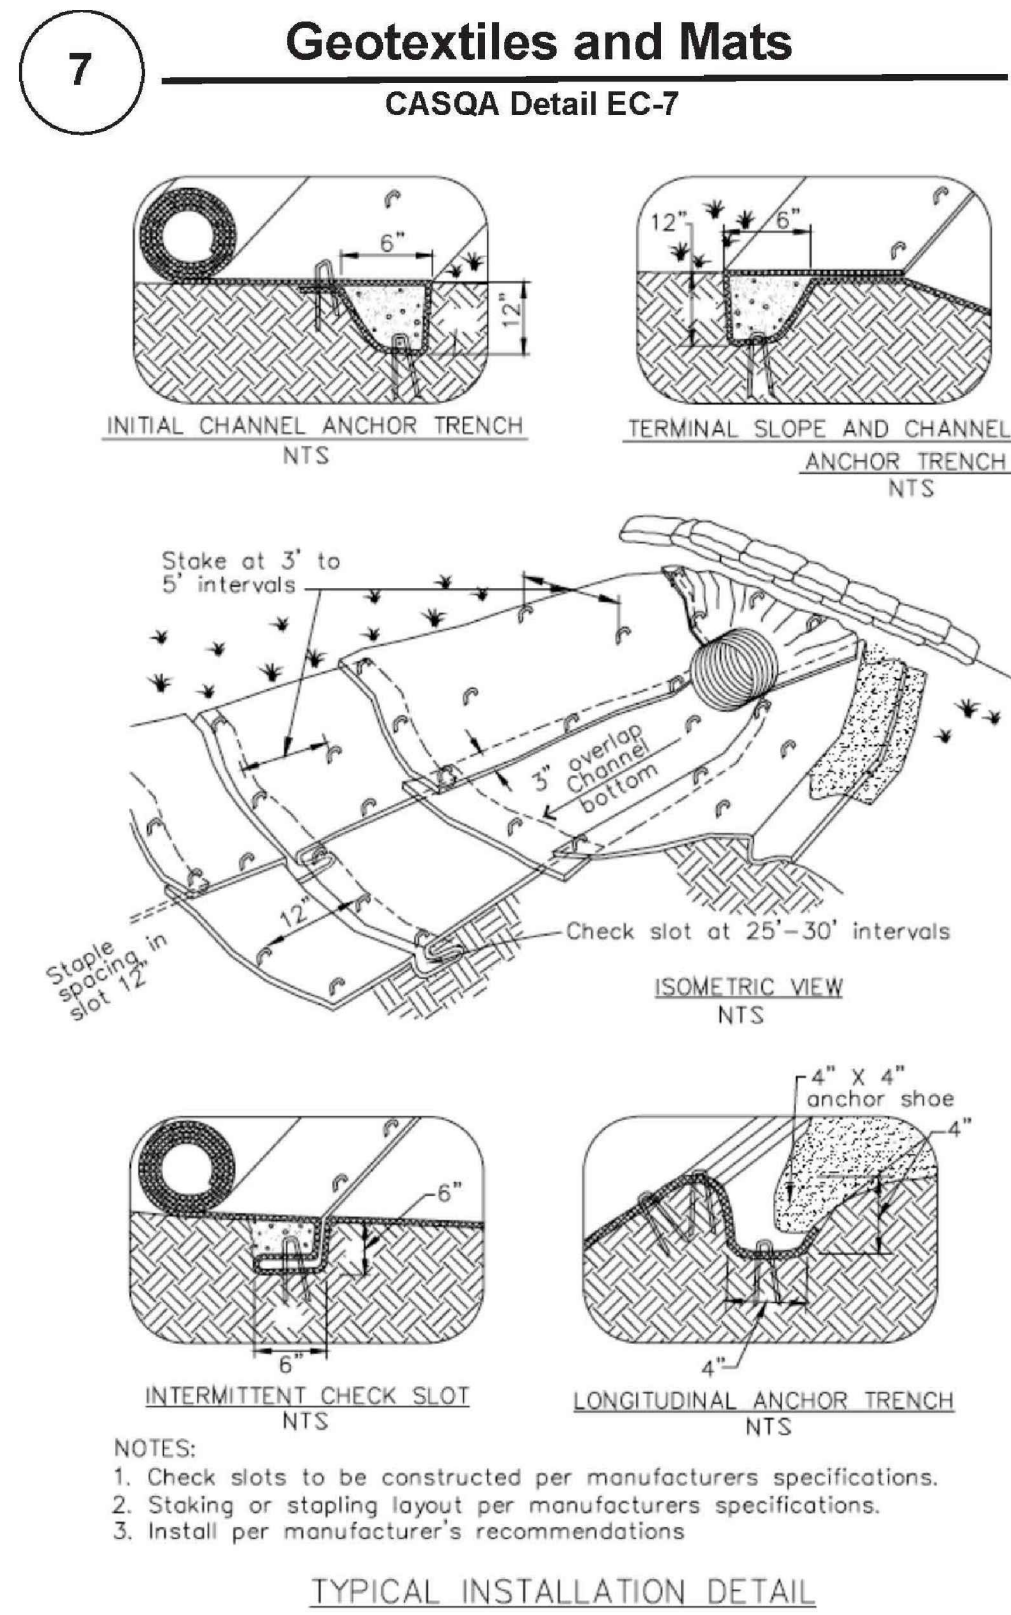 7
Geotextiles and Mats
CASQA Detail EC-7
6"
12"
INITIAL CHANNEL ANCHOR TRENCH
NTS
12"
6"
TERMINAL SLOPE AND CHANNEL
ANCHOR TRENCH
NTS
Stake at 3' to
5' intervals
3" overlap
Channel
bottom
12"
Staple
spacing in
slot 12"
Check slot at 25'-30' intervals
ISOMETRIC VIEW
NTS
6"
6"
INTERMITTENT CHECK SLOT
NTS
4" X 4"
anchor shoe
4"
4"
LONGITUDINAL ANCHOR TRENCH
NTS
NOTES:
1. Check slots to be constructed per manufacturers specifications.
2. Staking or stapling layout per manufacturers specifications.
3. Install per manufacturer's recommendations
TYPICAL INSTALLATION DETAIL